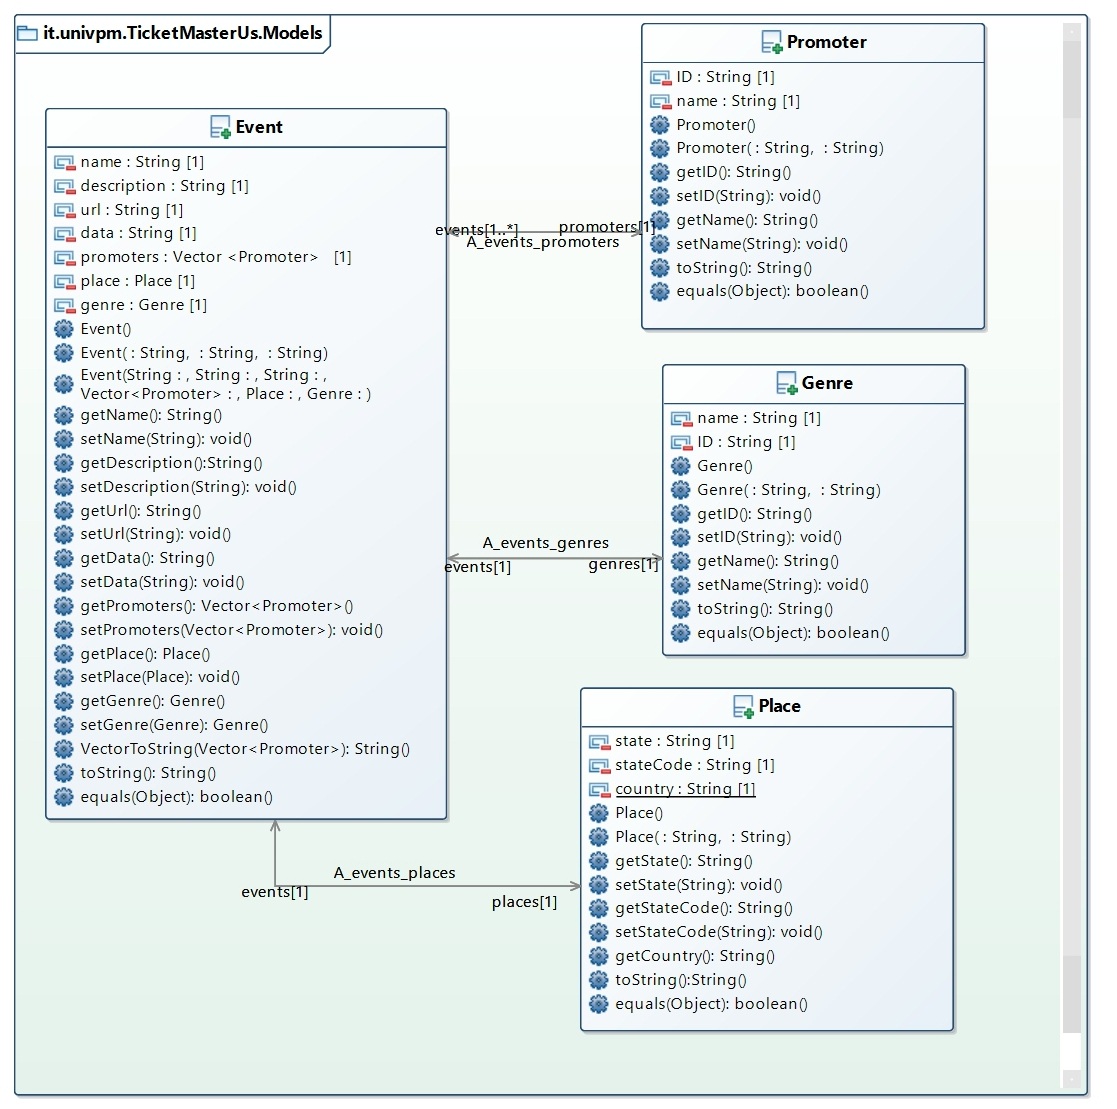 it.univpm.TicketMasterUs.Models
Event
name : String [1]
description : String [1]
url : String [1]
data : String [1]
promoters : Vector <Promoter> [1]
place : Place [1]
genre : Genre [1]
Event()
Event( : String, : String, : String)
Event(String : , String : , String : ,
Vector<Promoter> : , Place : , Genre : )
getName(): String()
setName(String): void()
getDescription():String()
setDescription(String): void()
getUrl(): String()
setUrl(String): void()
getData(): String()
setData(String): void()
getPromoters(): Vector<Promoter>()
setPromoters(Vector<Promoter>): void()
getPlace(): Place()
setPlace(Place): void()
getGenre(): Genre()
setGenre(Genre): Genre()
VectorToString(Vector<Promoter>): String()
toString(): String()
equals(Object): boolean()
events[1..*]
promoters[1]
A_events_promoters
Promoter
ID : String [1]
name : String [1]
Promoter()
Promoter( : String, : String)
getID(): String()
setID(String): void()
getName(): String()
setName(String): void()
toString(): String()
equals(Object): boolean()
A_events_genres
events[1]
genres[1]
Genre
name : String [1]
ID : String [1]
Genre()
Genre( : String, : String)
getID(): String()
setID(String): void()
getName(): String()
setName(String): void()
toString(): String()
equals(Object): boolean()
A_events_places
events[1]
places[1]
Place
state : String [1]
stateCode : String [1]
country : String [1]
Place()
Place( : String, : String)
getState(): String()
setState(String): void()
getStateCode(): String()
setStateCode(String): void()
getCountry(): String()
toString():String()
equals(Object): boolean()